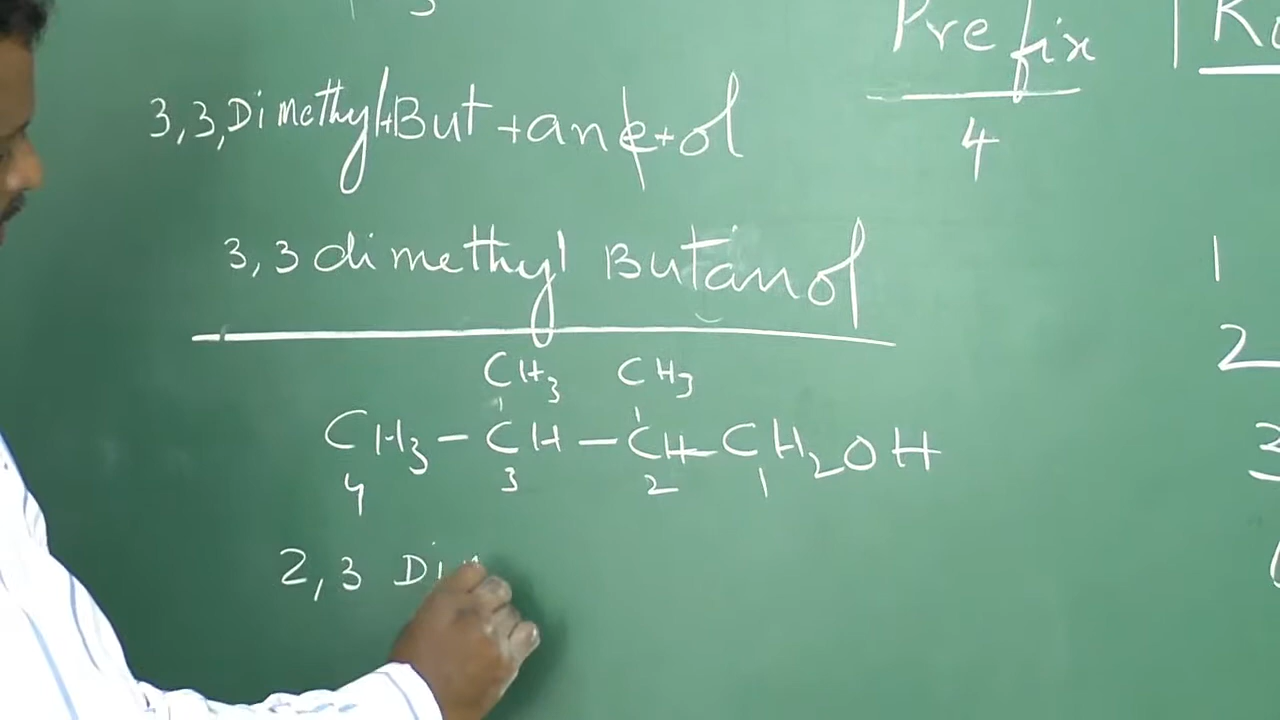 3
Prefix
3,3,Dimethyl+But+ane+ol
4
3,3 dimethyl Butanol
1
2
CH3 CH3
CH3-CH-CH-CH2OH
3
4 3 2 1
2,3 Di